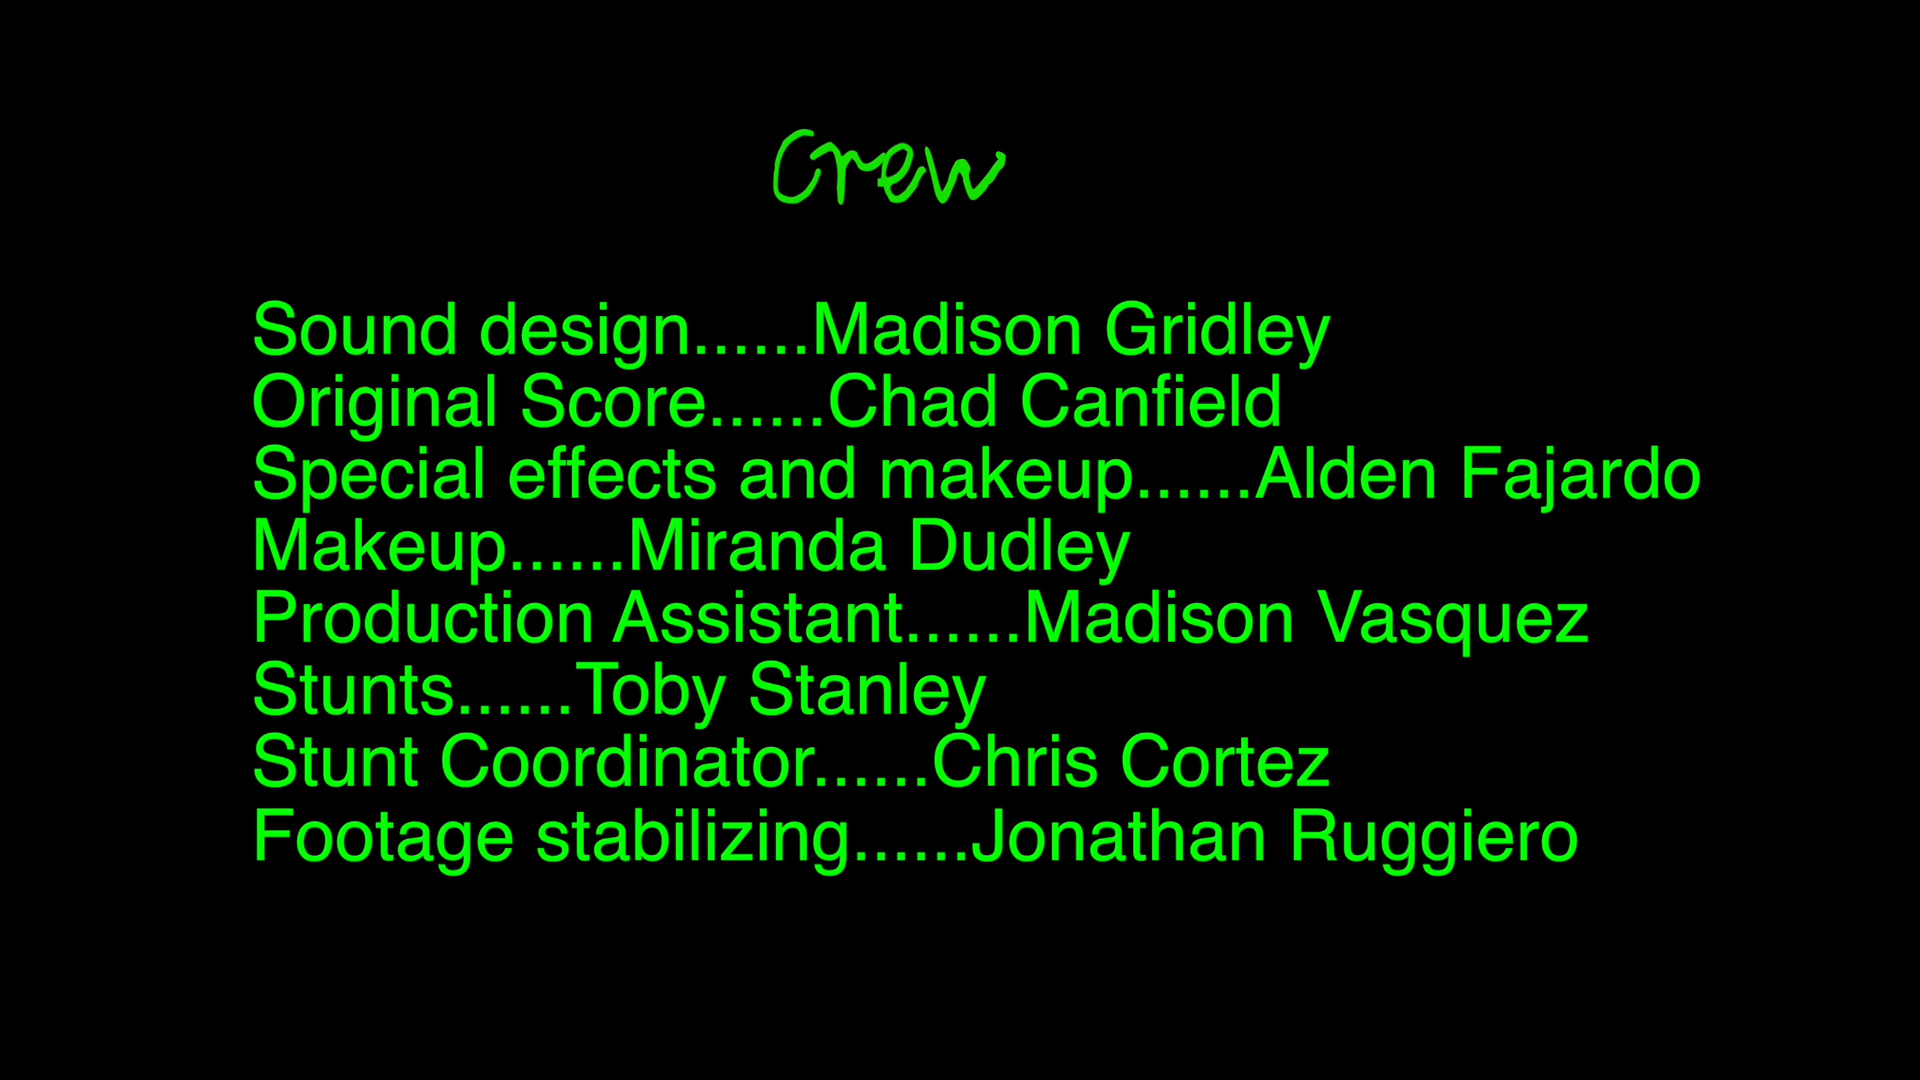 Crew
Sound design......Madison Gridley
Original Score......Chad Canfield
Special effects and makeup......Alden Fajardo
Makeup......Miranda Dudley
Production Assistant......Madison Vasquez
Stunts......Toby Stanley
Stunt Coordinator......Chris Cortez
Footage stabilizing......Jonathan Ruggiero